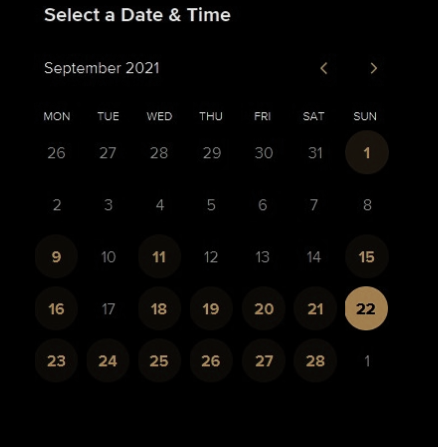 Select a Date & Time
September 2021
MON TUE WED THU FRI SAT SUN
26 27 28 29 30 31 1
2 3 4 5 6 7 8
9 10 11 12 13 14 15
16 17 18 19 20 21 22
23 24 25 26 27 28 1